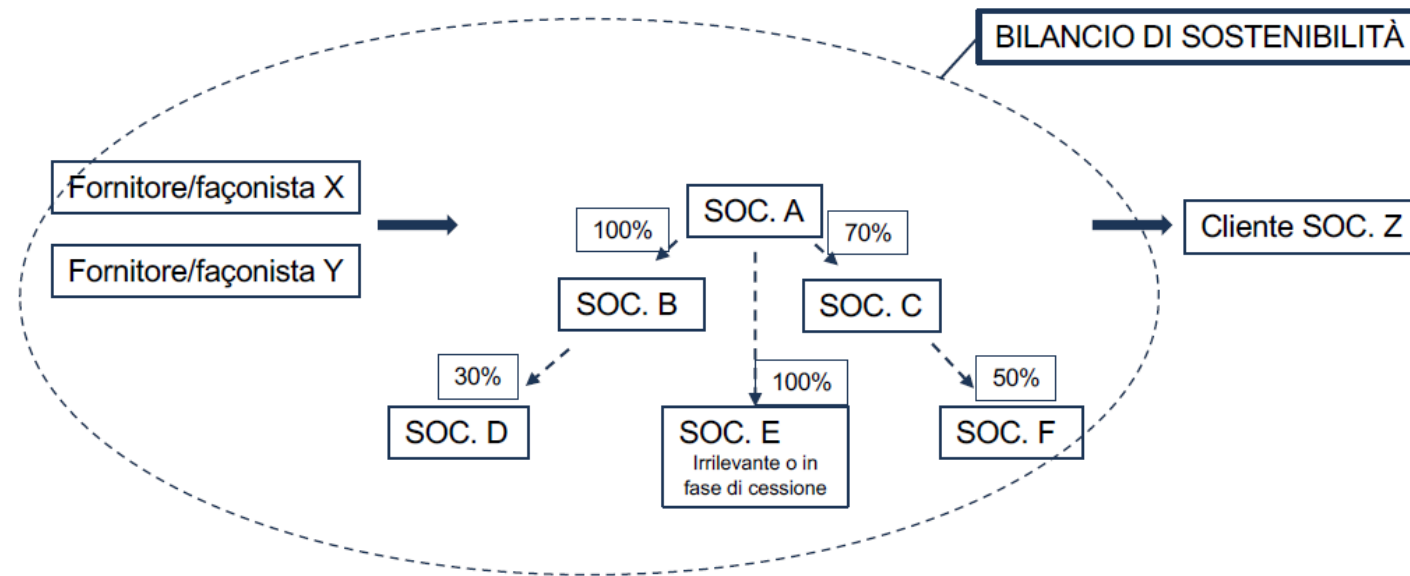 BILANCIO DI SOSTENIBILITÀ
Fornitore/façonista X
Fornitore/façonista Y
SOC. A
100%
70%
Cliente SOC. Z
SOC. B
SOC. C
30%
100%
50%
SOC. D
SOC. E
Irrilevante o in
fase di cessione
SOC. F